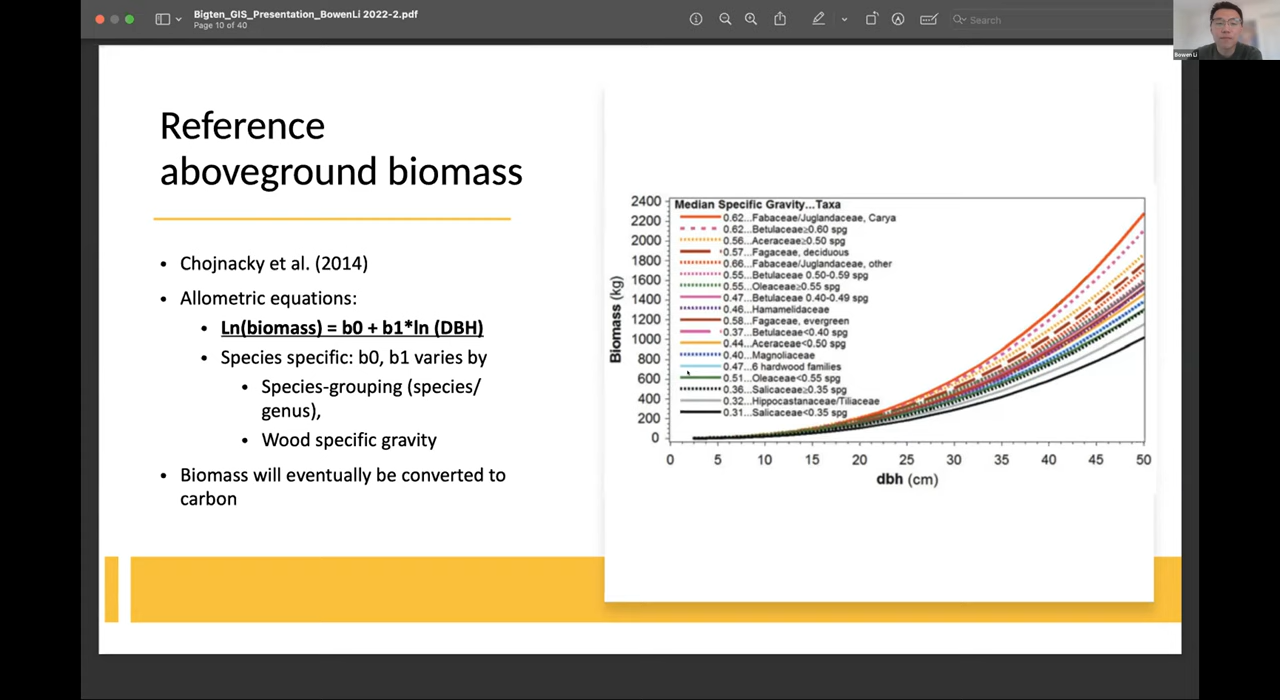 Bigten_GIS_Presentation_BowenLi 2022-2.pdf
Page 10 of 40
Search
Bowen Li
Reference
aboveground biomass
• Chojnacky et al. (2014)
• Allometric equations:
• Ln(biomass) = b0 + b1*ln (DBH)
• Species specific: b0, b1 varies by
• Species-grouping (species/
genus),
• Wood specific gravity
• Biomass will eventually be converted to
carbon
Median Specific Gravity...Taxa
0.62...Fabaceae/Juglandaceae, Carya
0.62...Betulaceae≥0.60 spg
0.56...Aceraceae≥0.50 spg
0.57...Fagaceae, deciduous
0.66...Fabaceae/Juglandaceae, other
0.55...Betulaceae 0.50-0.59 spg
0.55...Oleaceae≥0.55 spg
0.47...Betulaceae 0.40-0.49 spg
0.46...Hamamelidaceae
0.58...Fagaceae, evergreen
0.37...Betulaceae<0.40 spg
0.44...Aceraceae<0.50 spg
0.40...Magnoliaceae
0.47...6 hardwood families
0.51...Oleaceae<0.55 spg
0.36...Salicaceae≥0.35 spg
0.32...Hippocastanaceae/Tiliaceae
0.31...Salicaceae<0.35 spg
Biomass (kg)
2400
2200
2000
1800
1600
1400
1200
1000
800
600
400
200
0
0 5 10 15 20 25 30 35 40 45 50
dbh (cm)